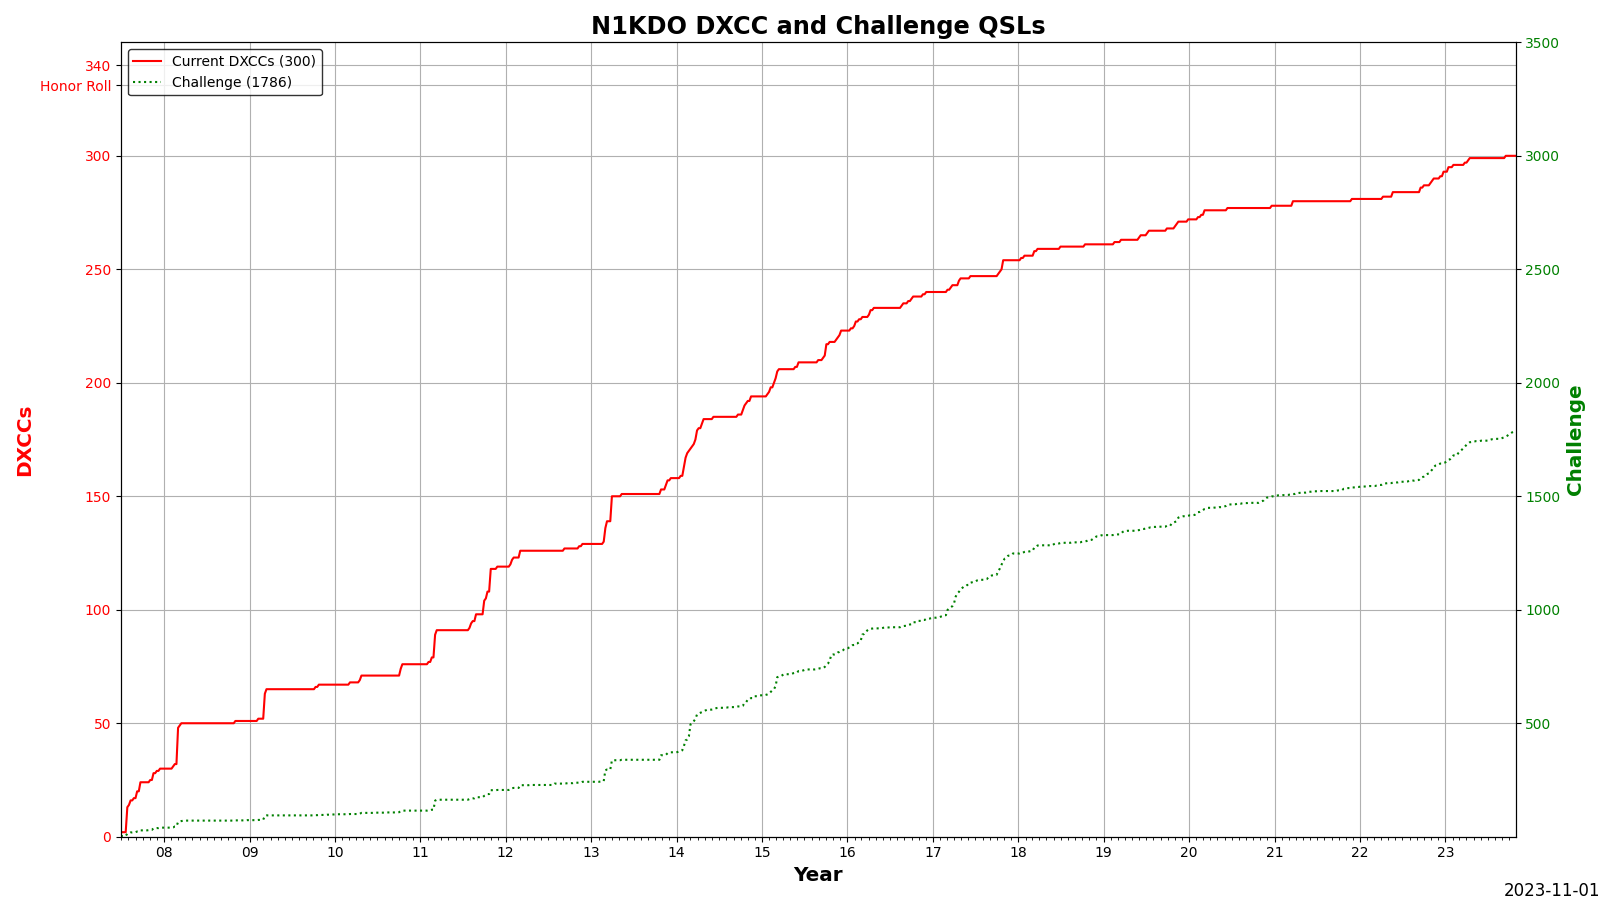 N1KDO DXCC and Challenge QSLs
Current DXCCs (300)
Challenge (1786)
340
Honor Roll
300
250
200
150
100
50
0
DXCCs
3500
3000
2500
2000
1500
1000
500
Challenge
08 09 10 11 12 13 14 15 16 17 18 19 20 21 22 23
Year
2023-11-01